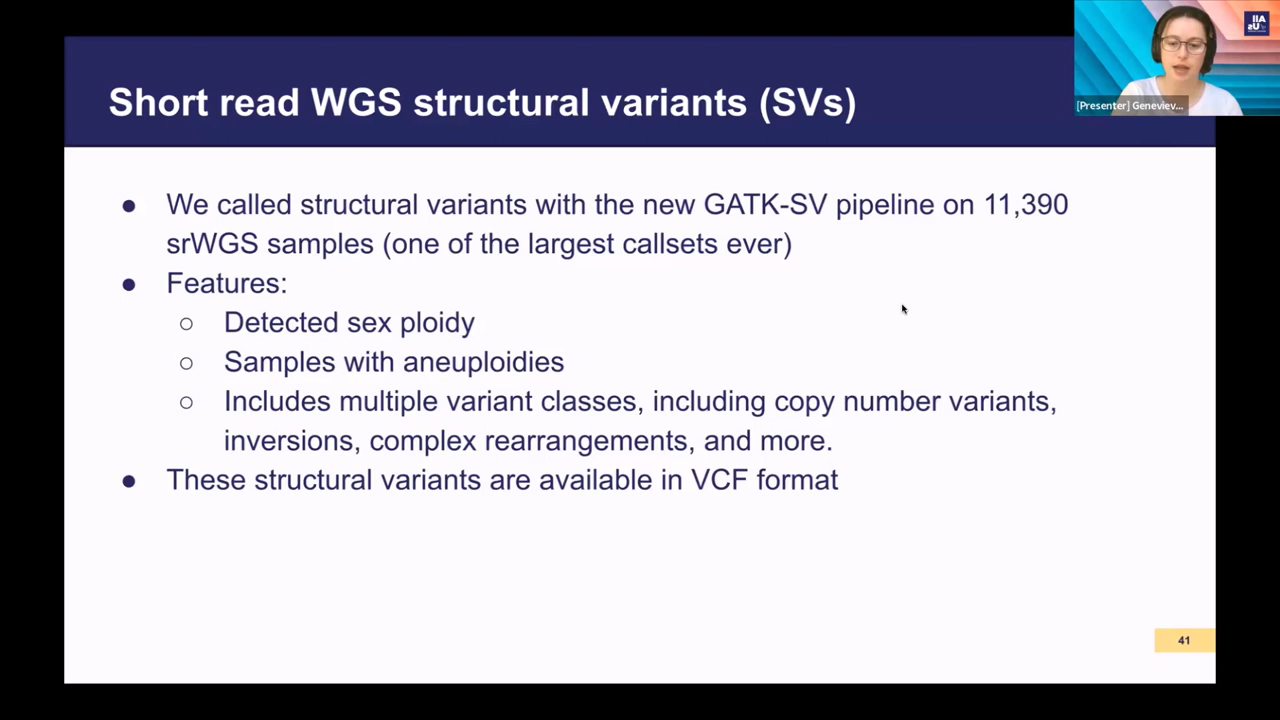 Short read WGS structural variants (SVs)
[Presenter] Geneviev...
● We called structural variants with the new GATK-SV pipeline on 11,390
srWGS samples (one of the largest callsets ever)
● Features:
○ Detected sex ploidy
○ Samples with aneuploidies
○ Includes multiple variant classes, including copy number variants,
inversions, complex rearrangements, and more.
● These structural variants are available in VCF format
41